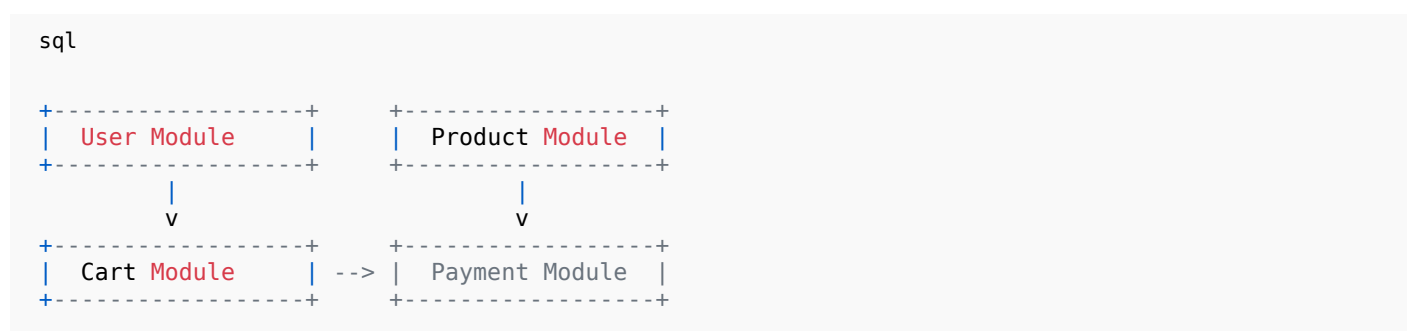 sql
+------------------+    +------------------+
|  User Module     |    |  Product Module  |
+------------------+    +------------------+
         |                        |
         v                        v
+------------------+    +------------------+
|  Cart Module     | --> |  Payment Module  |
+------------------+    +------------------+